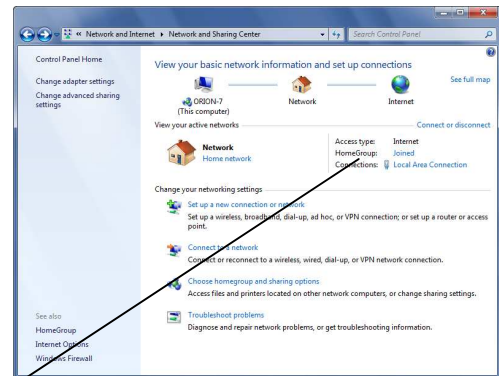 « Network and Internet ▸ Network and Sharing Center
Search Control Panel
Control Panel Home
Change adapter settings
Change advanced sharing
settings
See also
HomeGroup
Internet Options
Windows Firewall
View your basic network information and set up connections
See full map
ORION-7
(This computer)
Network
Internet
View your active networks
Connect or disconnect
Network
Home network
Access type: Internet
HomeGroup: Joined
Connections: Local Area Connection
Change your networking settings
Set up a new connection or network
Set up a wireless, broadband, dial-up, ad hoc, or VPN connection; or set up a router or access
point.
Connect to a network
Connect or reconnect to a wireless, wired, dial-up, or VPN network connection.
Choose homegroup and sharing options
Access files and printers located on other network computers, or change sharing settings.
Troubleshoot problems
Diagnose and repair network problems, or get troubleshooting information.